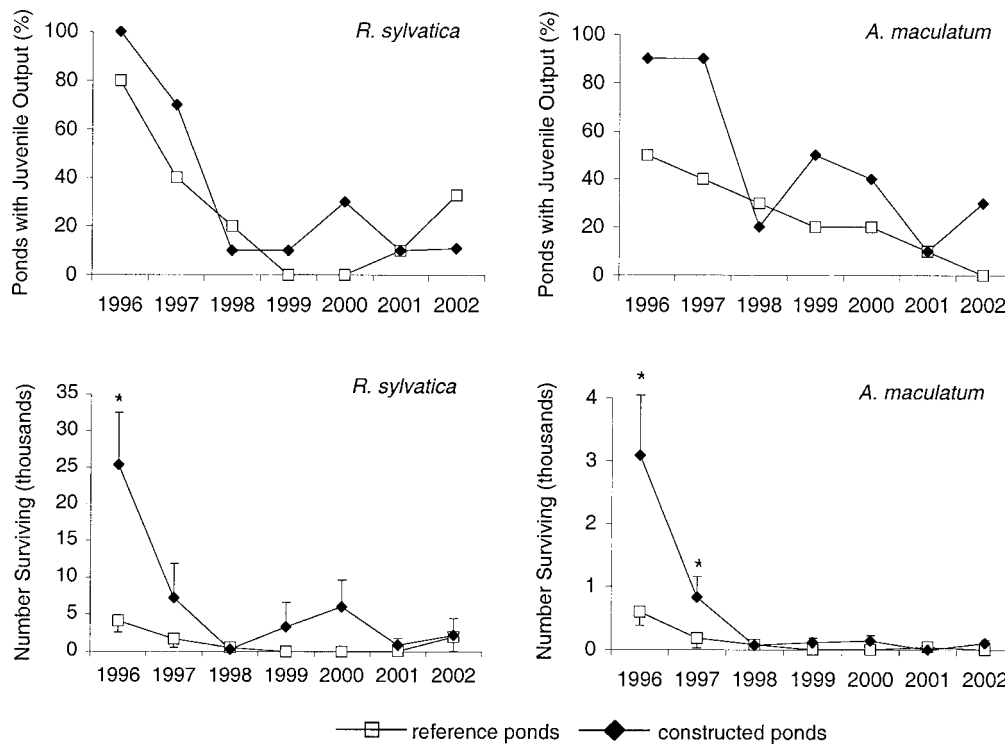 R. sylvatica
Ponds with Juvenile Output (%)
100
80
60
40
20
0
1996 1997 1998 1999 2000 2001 2002
A. maculatum
Ponds with Juvenile Output (%)
100
80
60
40
20
0
1996 1997 1998 1999 2000 2001 2002
R. sylvatica
Number Surviving (thousands)
35
30
25
20
15
10
5
0
*
1996 1997 1998 1999 2000 2001 2002
A. maculatum
Number Surviving (thousands)
4
3
2
1
0
*
*
1996 1997 1998 1999 2000 2001 2002
reference ponds constructed ponds